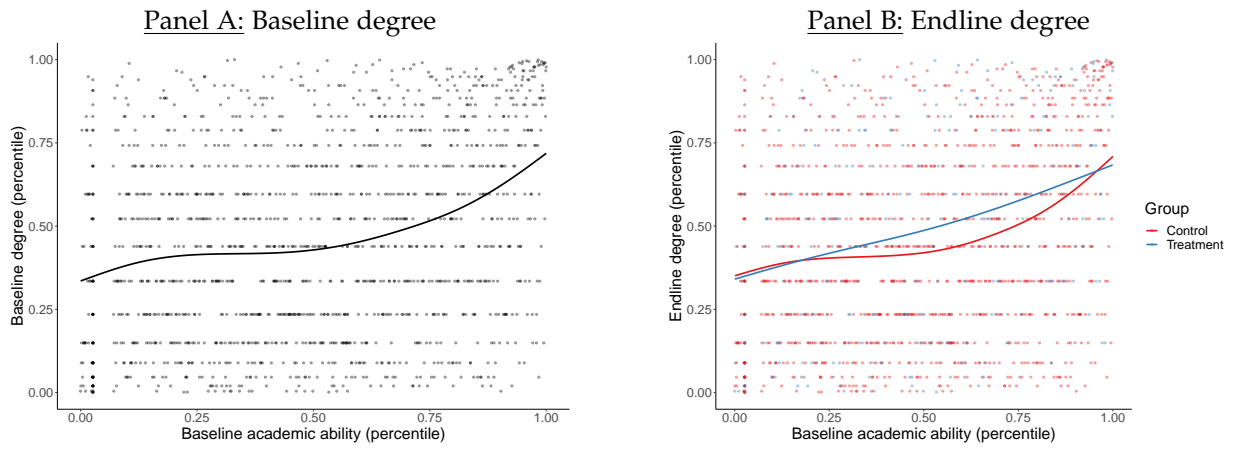 Panel A: Baseline degree
Baseline degree (percentile)
1.00
0.75
0.50
0.25
0.00
0.00 0.25 0.50 0.75 1.00
Baseline academic ability (percentile)
Panel B: Endline degree
Endline degree (percentile)
1.00
0.75
0.50
0.25
0.00
0.00 0.25 0.50 0.75 1.00
Baseline academic ability (percentile)
Group
Control
Treatment